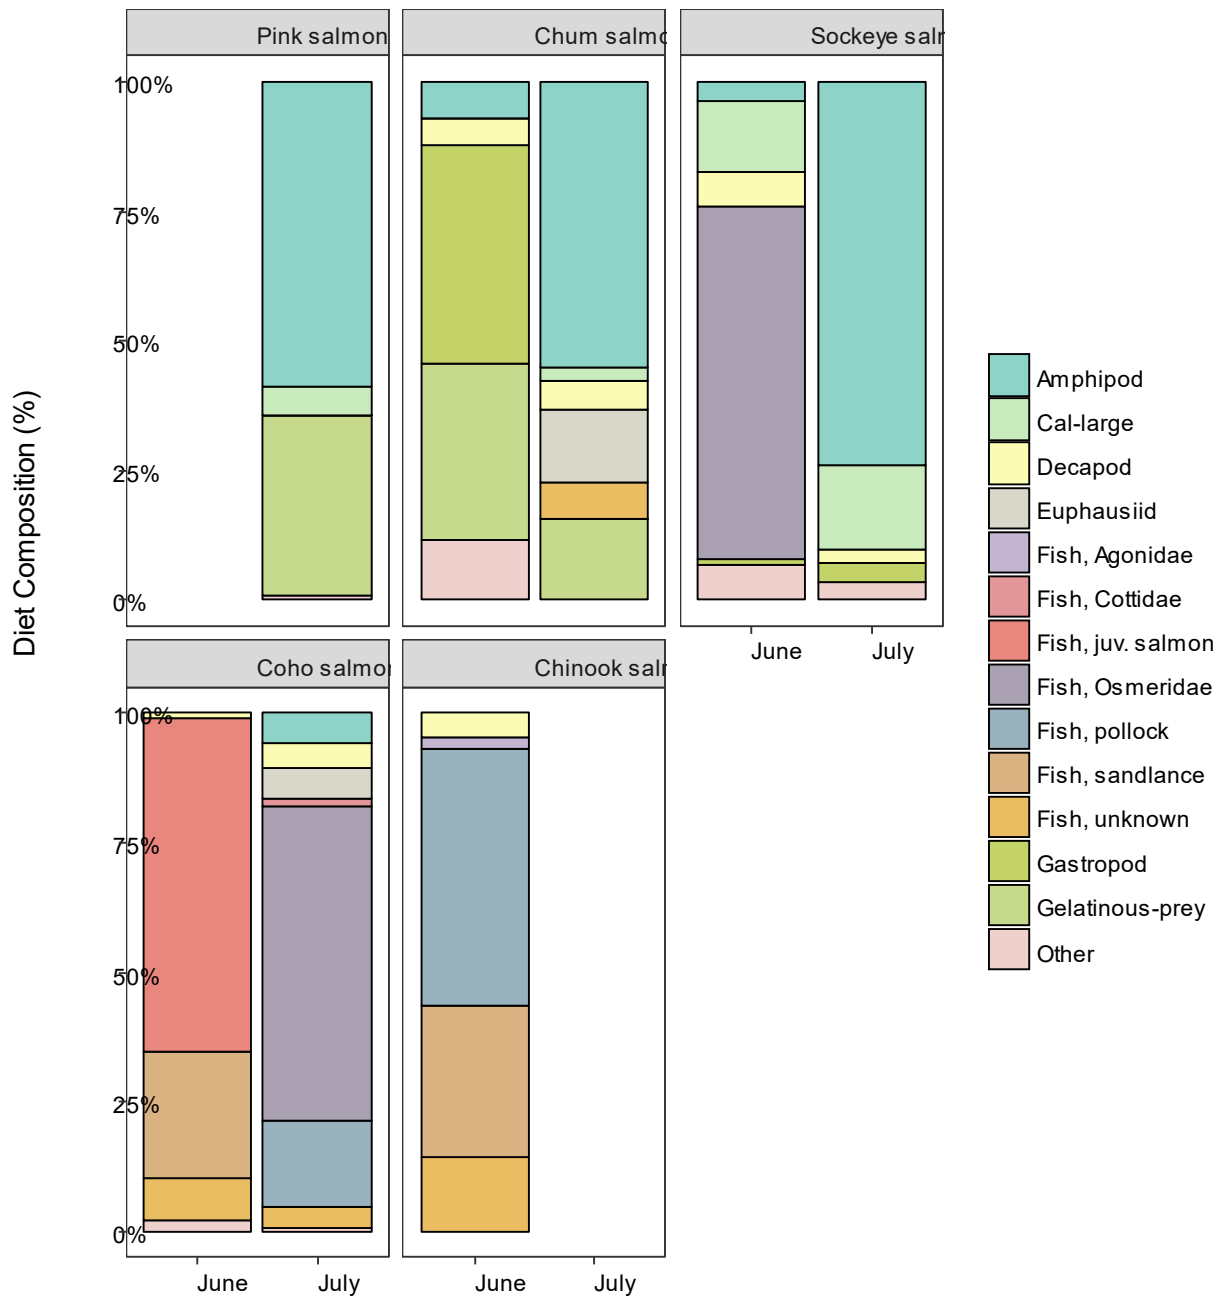 Pink salmon
Chum salmo
Sockeye salr
100%
75%
50%
25%
0%
June
July
Diet Composition (%)
Coho salmon
Chinook salr
100%
75%
50%
25%
0%
June
July
June
July
Amphipod
Cal-large
Decapod
Euphausiid
Fish, Agonidae
Fish, Cottidae
Fish, juv. salmon
Fish, Osmeridae
Fish, pollock
Fish, sandlance
Fish, unknown
Gastropod
Gelatinous-prey
Other